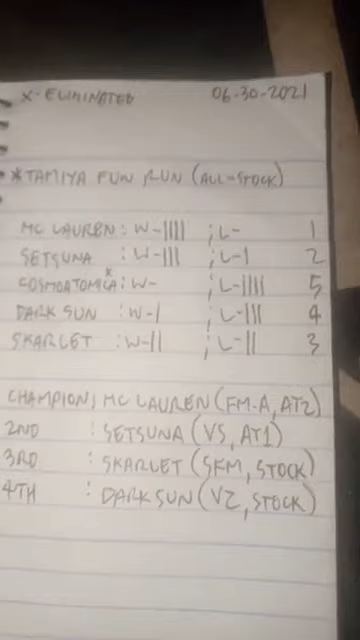 X-ELIMINATED 06-30-2021
*TAMIYA FUN RUN (ALL-STOCK)
MC LAUREN : W-|||| ; L- 1
SETSUNA : W-||| ; L-| 2
COSMOATOMICA* : W- ; L-|||| 5
DARK SUN : W-| ; L-||| 4
SKARLET : W-|| ; L-|| 3
CHAMPION; MC LAUREN (FM-A, AT2)
2ND : SETSUNA (VS, AT1)
3RD : SKARLET (SFM, STOCK)
4TH : DARK SUN (VZ, STOCK)